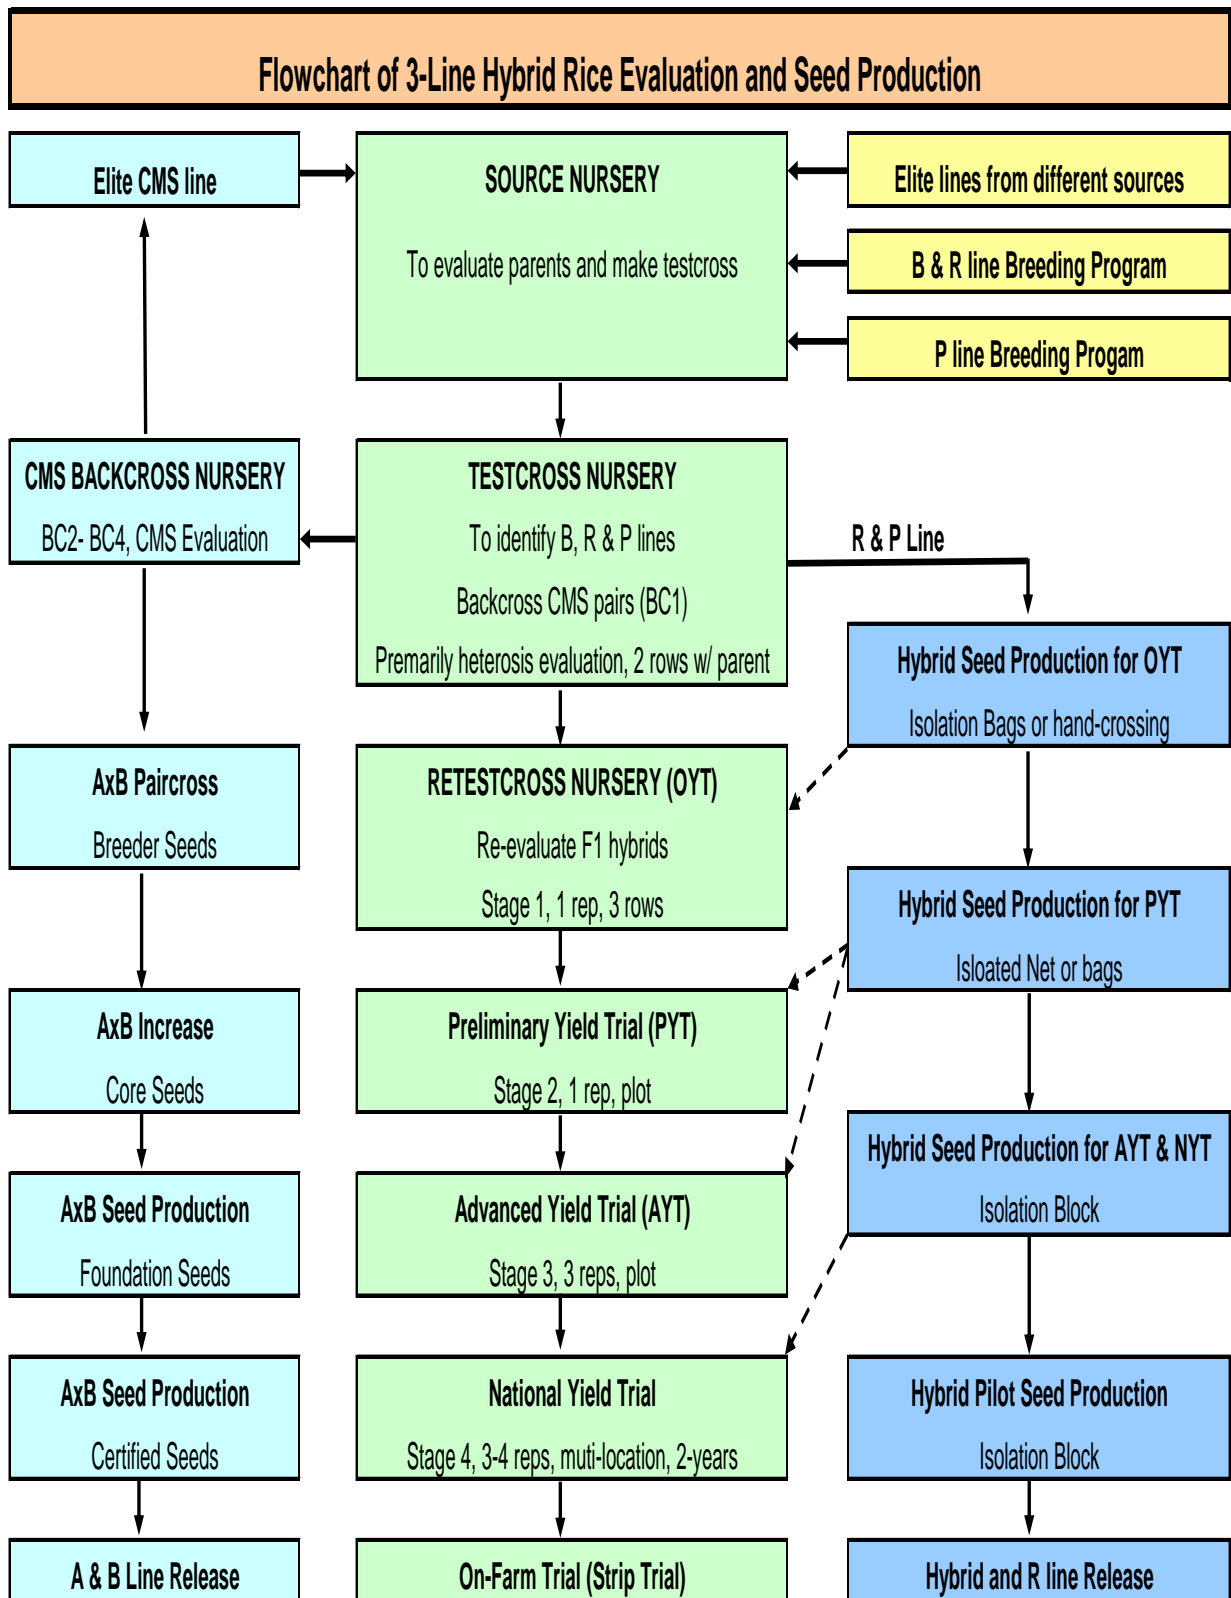 Flowchart of 3-Line Hybrid Rice Evaluation and Seed Production
Elite CMS line
SOURCE NURSERY
To evaluate parents and make testcross
Elite lines from different sources
B & R line Breeding Program
P line Breeding Progam
CMS BACKCROSS NURSERY
BC2- BC4, CMS Evaluation
TESTCROSS NURSERY
To identify B, R & P lines
Backcross CMS pairs (BC1)
Premarily heterosis evaluation, 2 rows w/ parent
R & P Line
Hybrid Seed Production for OYT
Isolation Bags or hand-crossing
AxB Paircross
Breeder Seeds
RETESTCROSS NURSERY (OYT)
Re-evaluate F1 hybrids
Stage 1, 1 rep, 3 rows
Hybrid Seed Production for PYT
Isloated Net or bags
AxB Increase
Core Seeds
Preliminary Yield Trial (PYT)
Stage 2, 1 rep, plot
Hybrid Seed Production for AYT & NYT
Isolation Block
AxB Seed Production
Foundation Seeds
Advanced Yield Trial (AYT)
Stage 3, 3 reps, plot
AxB Seed Production
Certified Seeds
National Yield Trial
Stage 4, 3-4 reps, muti-location, 2-years
Hybrid Pilot Seed Production
Isolation Block
A & B Line Release
On-Farm Trial (Strip Trial)
Hybrid and R line Release